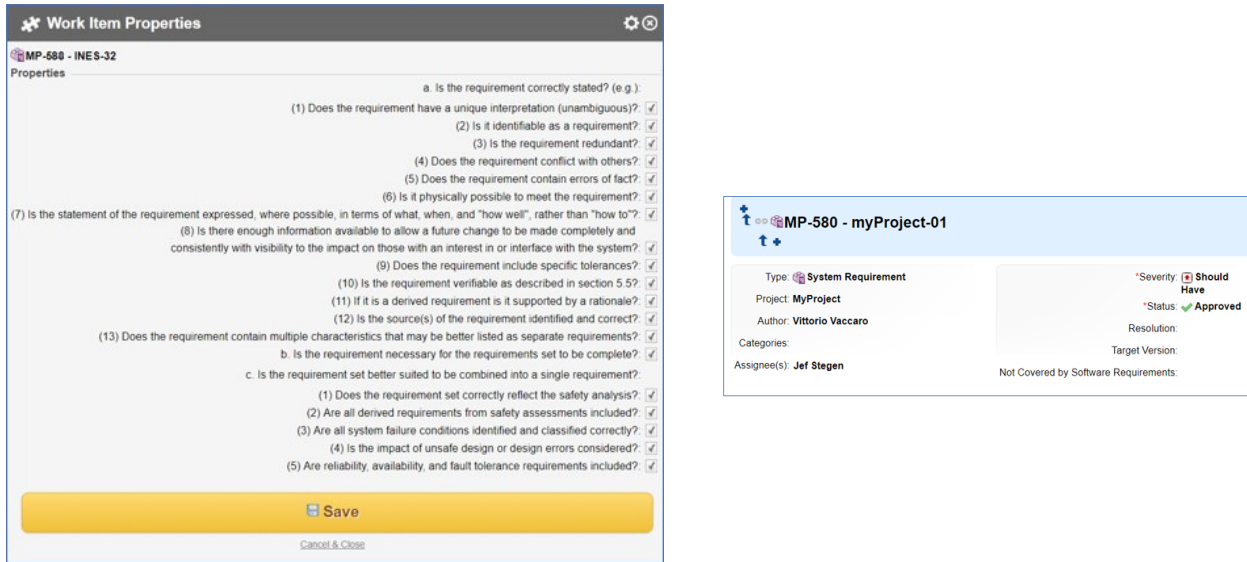 Work Item Properties
MP-580 - INES-32
Properties
a. Is the requirement correctly stated? (e.g.):
(1) Does the requirement have a unique interpretation (unambiguous)?:
(2) Is it identifiable as a requirement?:
(3) Is the requirement redundant?:
(4) Does the requirement conflict with others?:
(5) Does the requirement contain errors of fact?:
(6) Is it physically possible to meet the requirement?:
(7) Is the statement of the requirement expressed, where possible, in terms of what, when, and "how well", rather than "how to"?:
(8) Is there enough information available to allow a future change to be made completely and
consistently with visibility to the impact on those with an interest in or interface with the system?:
(9) Does the requirement include specific tolerances?:
(10) Is the requirement verifiable as described in section 5.5?:
(11) If it is a derived requirement is it supported by a rationale?:
(12) Is the source(s) of the requirement identified and correct?:
(13) Does the requirement contain multiple characteristics that may be better listed as separate requirements?:
b. Is the requirement necessary for the requirements set to be complete?:
c. Is the requirement set better suited to be combined into a single requirement?:
(1) Does the requirement set correctly reflect the safety analysis?:
(2) Are all derived requirements from safety assessments included?:
(3) Are all system failure conditions identified and classified correctly?:
(4) Is the impact of unsafe design or design errors considered?:
(5) Are reliability, availability, and fault tolerance requirements included?:
Save
Cancel & Close
MP-580 - myProject-01
Type: System Requirement
Project: MyProject
Author: Vittorio Vaccaro
Categories:
Assignee(s): Jef Stegen
*Severity: Should
Have
*Status: Approved
Resolution:
Target Version:
Not Covered by Software Requirements: